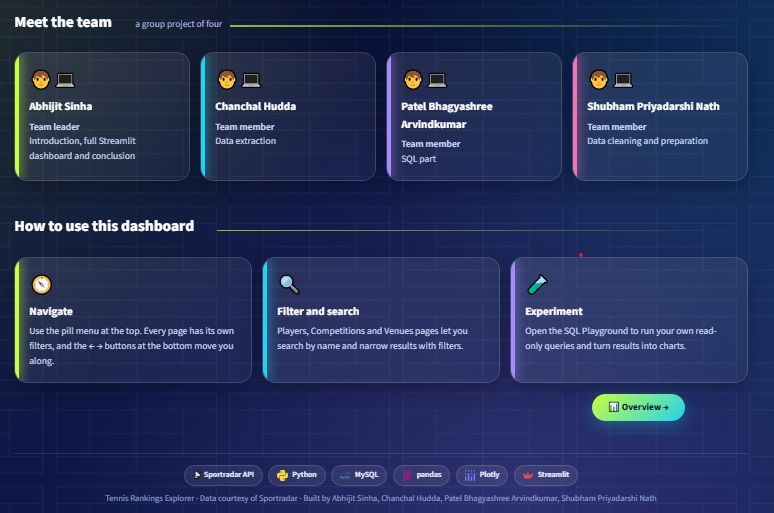 Meet the team a group project of four
Abhijit Sinha
Team leader
Introduction, full Streamlit
dashboard and conclusion
Chanchal Hudda
Team member
Data extraction
Patel Bhagyashree
Arvindkumar
Team member
SQL part
Shubham Priyadarshi Nath
Team member
Data cleaning and preparation
How to use this dashboard
Navigate
Use the pill menu at the top. Every page has its own
filters, and the ← → buttons at the bottom move you
along.
Filter and search
Players, Competitions and Venues pages let you
search by name and narrow results with filters.
Experiment
Open the SQL Playground to run your own read-
only queries and turn results into charts.
Overview →
Sportradar API Python MySQL pandas Plotly Streamlit
Tennis Rankings Explorer · Data courtesy of Sportradar · Built by Abhijit Sinha, Chanchal Hudda, Patel Bhagyashree Arvindkumar, Shubham Priyadarshi Nath